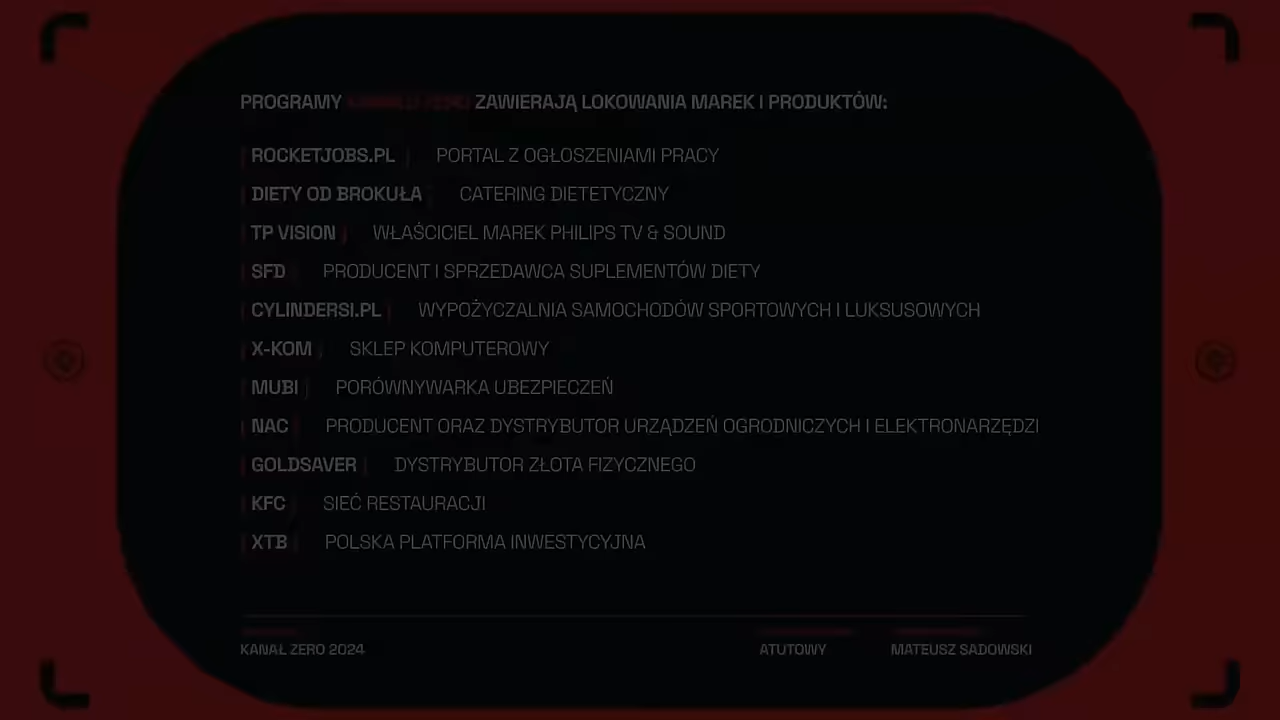 PROGRAMY KANAŁU ZERO ZAWIERAJĄ LOKOWANIA MAREK I PRODUKTÓW:
| ROCKETJOBS.PL | PORTAL Z OGŁOSZENIAMI PRACY
| DIETY OD BROKUŁA | CATERING DIETETYCZNY
| TP VISION | WŁAŚCICIEL MAREK PHILIPS TV & SOUND
| SFD | PRODUCENT I SPRZEDAWCA SUPLEMENTÓW DIETY
| CYLINDERSI.PL | WYPOŻYCZALNIA SAMOCHODÓW SPORTOWYCH I LUKSUSOWYCH
| X-KOM | SKLEP KOMPUTEROWY
| MUBI | PORÓWNYWARKA UBEZPIECZEŃ
| NAC | PRODUCENT ORAZ DYSTRYBUTOR URZĄDZEŃ OGRODNICZYCH I ELEKTRONARZĘDZI
| GOLDSAVER | DYSTRYBUTOR ZŁOTA FIZYCZNEGO
| KFC | SIEĆ RESTAURACJI
| XTB | POLSKA PLATFORMA INWESTYCYJNA
KANAŁ ZERO 2024 ATUTOWY MATEUSZ SADOWSKI